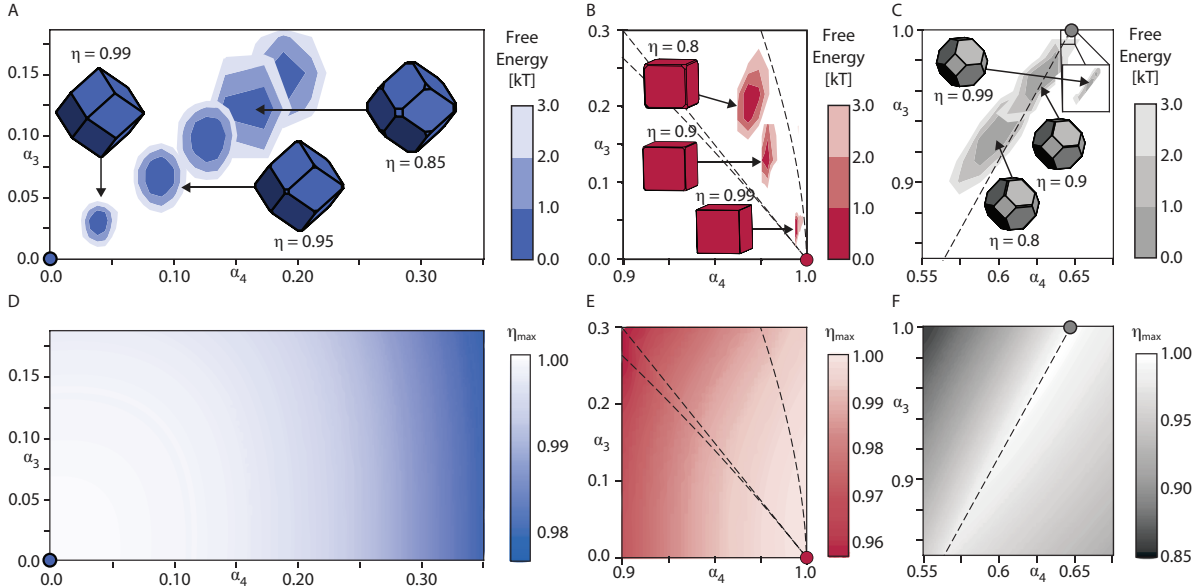 A
η = 0.99
η = 0.85
η = 0.95
0.15
0.10
α3
0.05
0.0
0.0
0.10
α4
0.20
0.30
Free
Energy
[kT]
3.0
2.0
1.0
0.0
B
0.3
η = 0.8
0.2
η = 0.9
α3
0.1
η = 0.99
0.0
0.9
α4
1.0
Free
Energy
[kT]
3.0
2.0
1.0
0.0
C
1.0
η = 0.99
α3
η = 0.9
0.9
η = 0.8
0.55
0.6
α4
0.65
Free
Energy
[kT]
3.0
2.0
1.0
0.0
D
0.15
0.10
α3
0.05
0.0
0.0
0.10
α4
0.20
0.30
ηmax
1.00
0.99
0.98
E
0.3
0.2
α3
0.1
0.0
0.9
α4
1.0
ηmax
1.00
0.99
0.98
0.97
0.96
F
1.0
α3
0.9
0.55
0.6
α4
0.65
ηmax
1.00
0.95
0.90
0.85